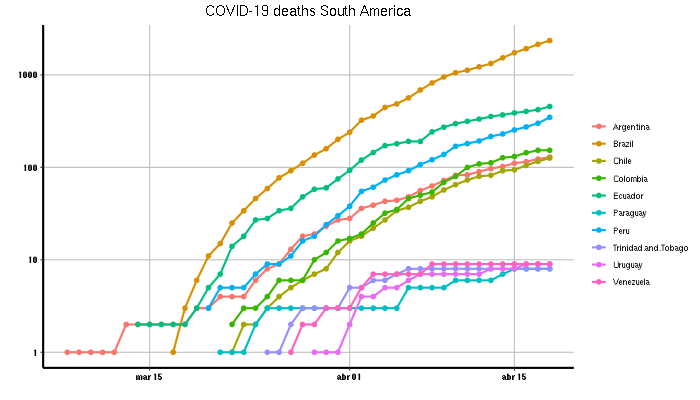 COVID-19 deaths South America
1000
100
10
1
mar 15
abr 01
abr 15
Argentina
Brazil
Chile
Colombia
Ecuador
Paraguay
Peru
Trinidad.and.Tobago
Uruguay
Venezuela